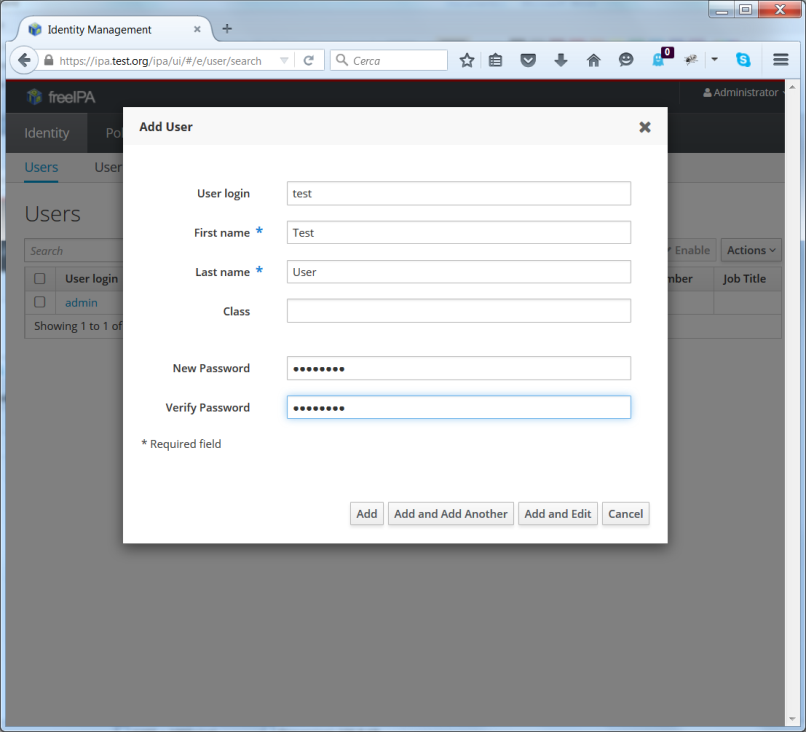 Identity Management
https://ipa.test.org/ipa/ui/#/e/user/search
Cerca
0
freeIPA
Administrator
Identity
Users
Users
Search
Enable
Actions
User login
Job Title
admin
Showing 1 to 1 of
Add User
User login
test
First name *
Test
Last name *
User
Class
New Password
••••••••
Verify Password
••••••••
* Required field
Add
Add and Add Another
Add and Edit
Cancel